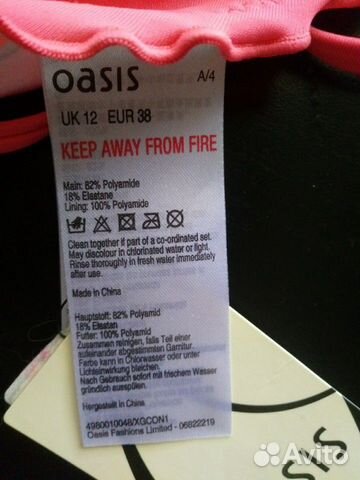 oasis
A/4
UK 12 EUR 38
KEEP AWAY FROM FIRE
Main: 82% Polyamide
18% Elastane
Lining: 100% Polyamide
Clean together if part of a co-ordinated set.
May discolour in chlorinated water or light.
Rinse thoroughly in fresh water immediately
after use.
Made in China
Hauptstoff: 82% Polyamid
18% Elastan
Futter: 100% Polyamid
Zusammen reinigen, falls Teil einer
aufeinander abgestimmten Garnitur.
Farbe kann in Chlorwasser oder unter
Lichteinwirkung bleichen.
Nach Gebrauch sofort mit frischem Wasser
gründlich ausspülen.
Hergestellt in China
4980010048/XGCON1
Oasis Fashions Limited - 06822219
SIS
Avito